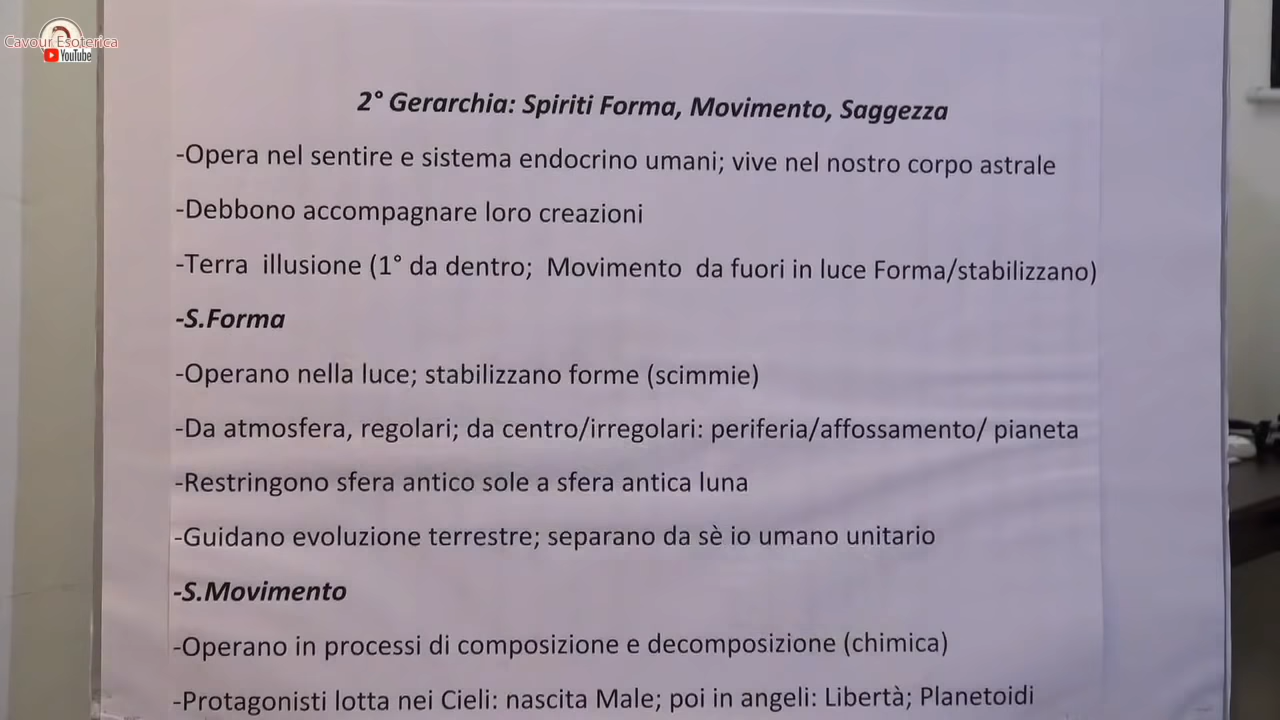 Cavour Esoterica
YouTube
2° Gerarchia: Spiriti Forma, Movimento, Saggezza
-Opera nel sentire e sistema endocrino umani; vive nel nostro corpo astrale
-Debbono accompagnare loro creazioni
-Terra illusione (1° da dentro; Movimento da fuori in luce Forma/stabilizzano)
-S.Forma
-Operano nella luce; stabilizzano forme (scimmie)
-Da atmosfera, regolari; da centro/irregolari: periferia/affossamento/ pianeta
-Restringono sfera antico sole a sfera antica luna
-Guidano evoluzione terrestre; separano da sè io umano unitario
-S.Movimento
-Operano in processi di composizione e decomposizione (chimica)
-Protagonisti lotta nei Cieli: nascita Male; poi in angeli: Libertà; Planetoidi